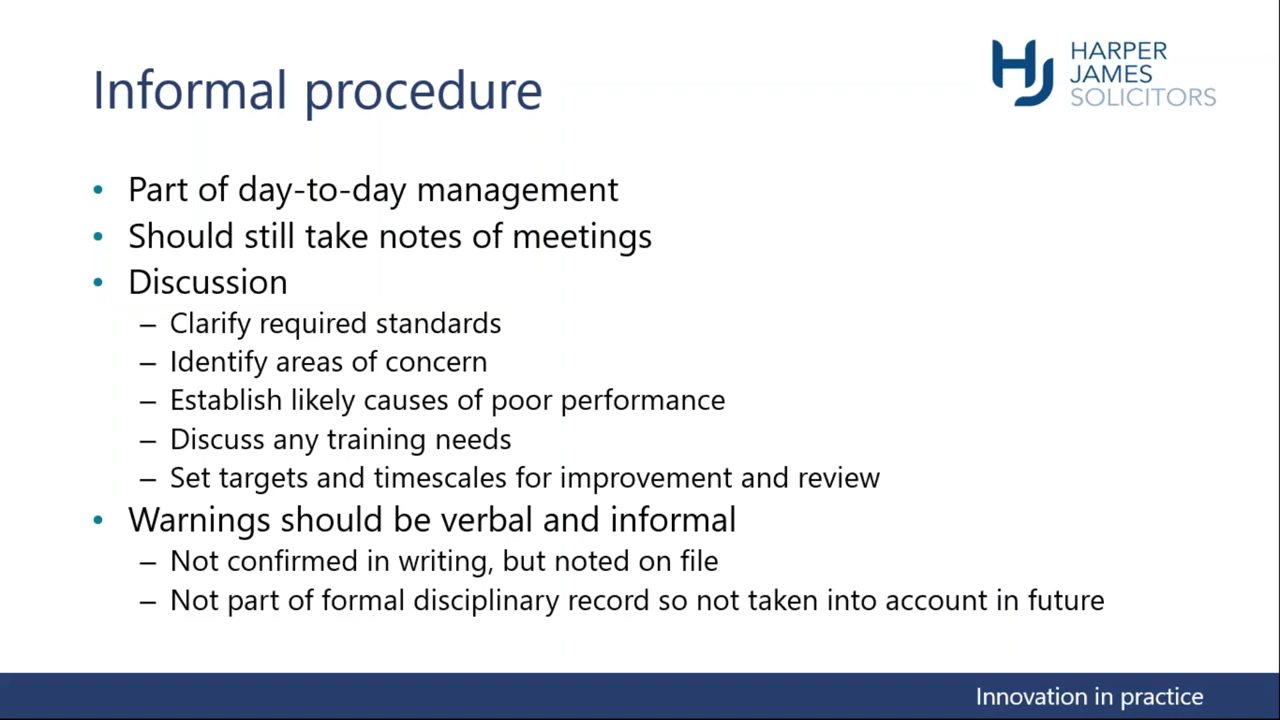 Informal procedure
HARPER
JAMES
SOLICITORS
• Part of day-to-day management
• Should still take notes of meetings
• Discussion
– Clarify required standards
– Identify areas of concern
– Establish likely causes of poor performance
– Discuss any training needs
– Set targets and timescales for improvement and review
• Warnings should be verbal and informal
– Not confirmed in writing, but noted on file
– Not part of formal disciplinary record so not taken into account in future
Innovation in practice